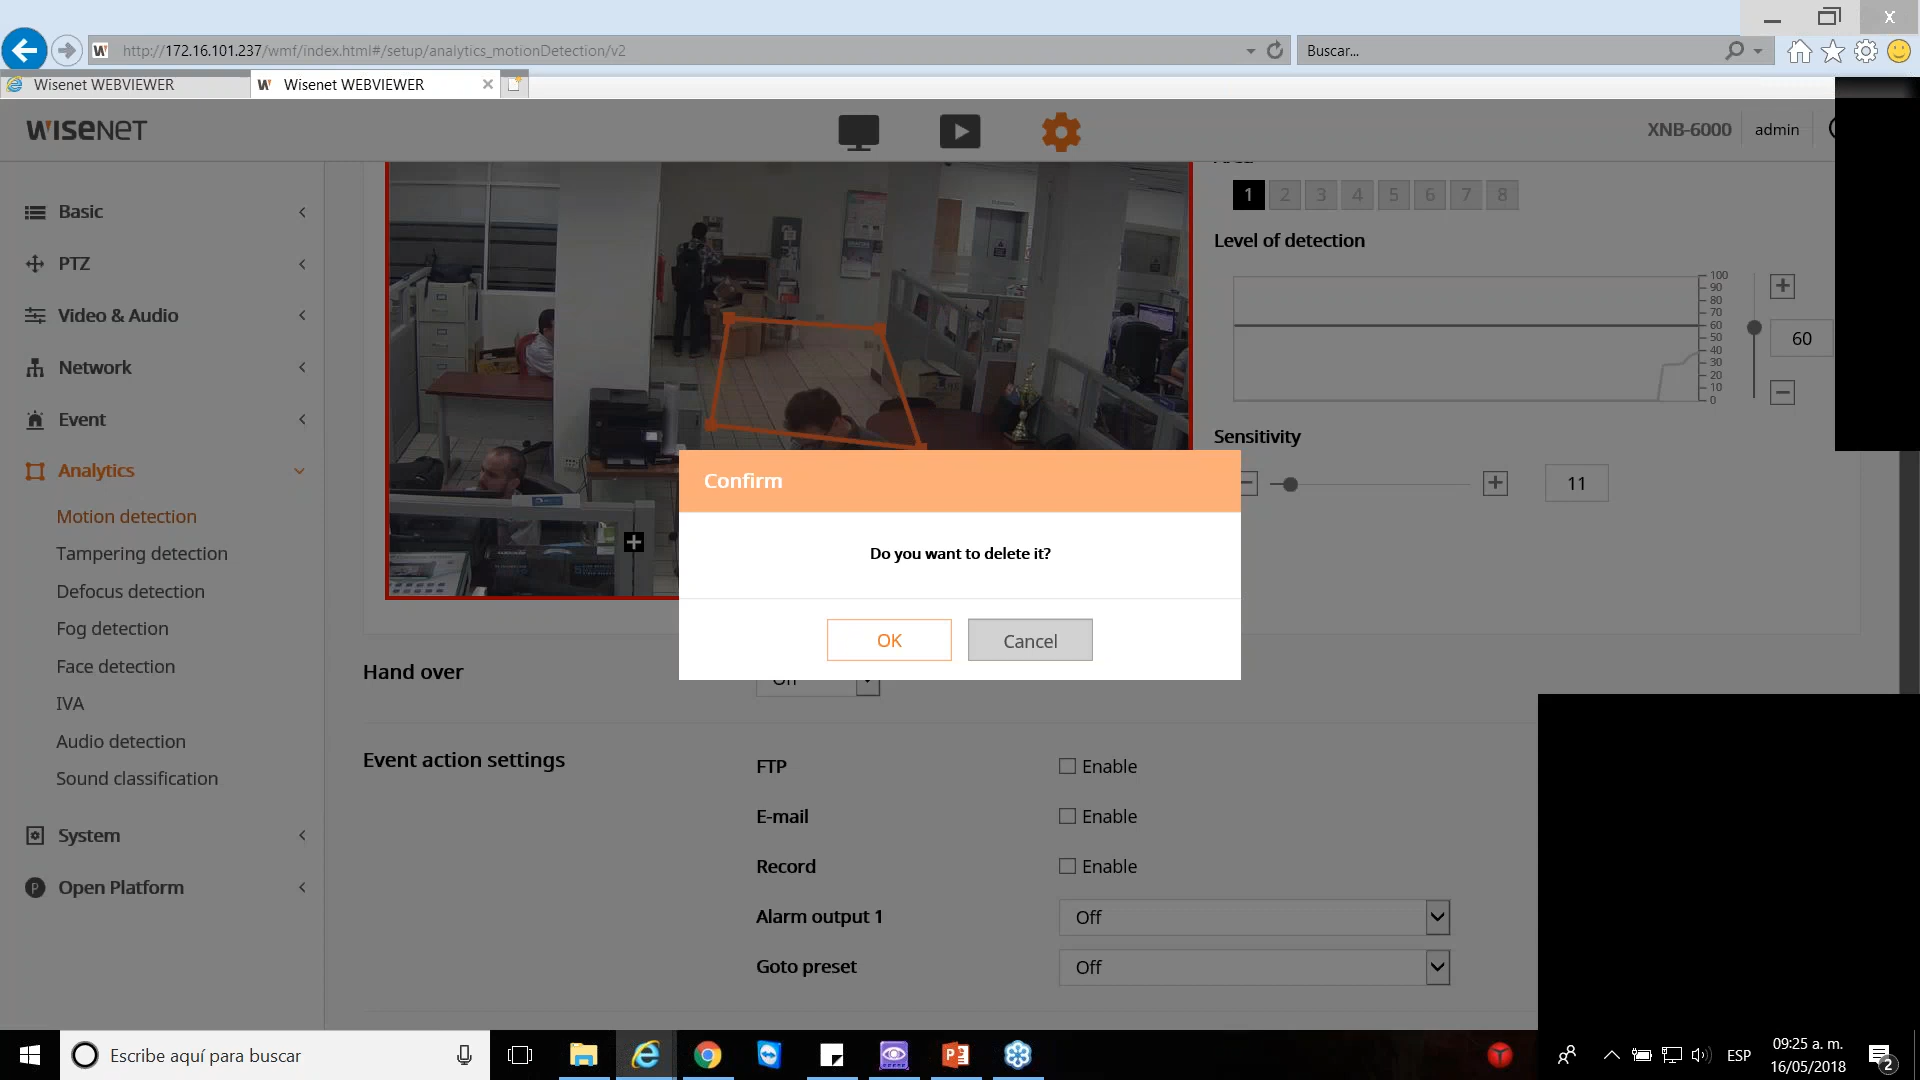 http://172.16.101.237/wmf/index.html#/setup/analytics_motionDetection/v2
Buscar...
Wisenet WEBVIEWER
Wisenet WEBVIEWER
WISENET
XNB-6000
admin
Basic
PTZ
Video & Audio
Network
Event
Analytics
Motion detection
Tampering detection
Defocus detection
Fog detection
Face detection
IVA
Audio detection
Sound classification
System
Open Platform
1 2 3 4 5 6 7 8
Level of detection
100
90
80
70
60
50
40
30
20
10
0
60
Sensitivity
11
Confirm
Do you want to delete it?
OK
Cancel
Hand over
Off
Event action settings
FTP
Enable
E-mail
Enable
Record
Enable
Alarm output 1
Off
Goto preset
Off
Escribe aquí para buscar
ESP
09:25 a. m.
16/05/2018
2